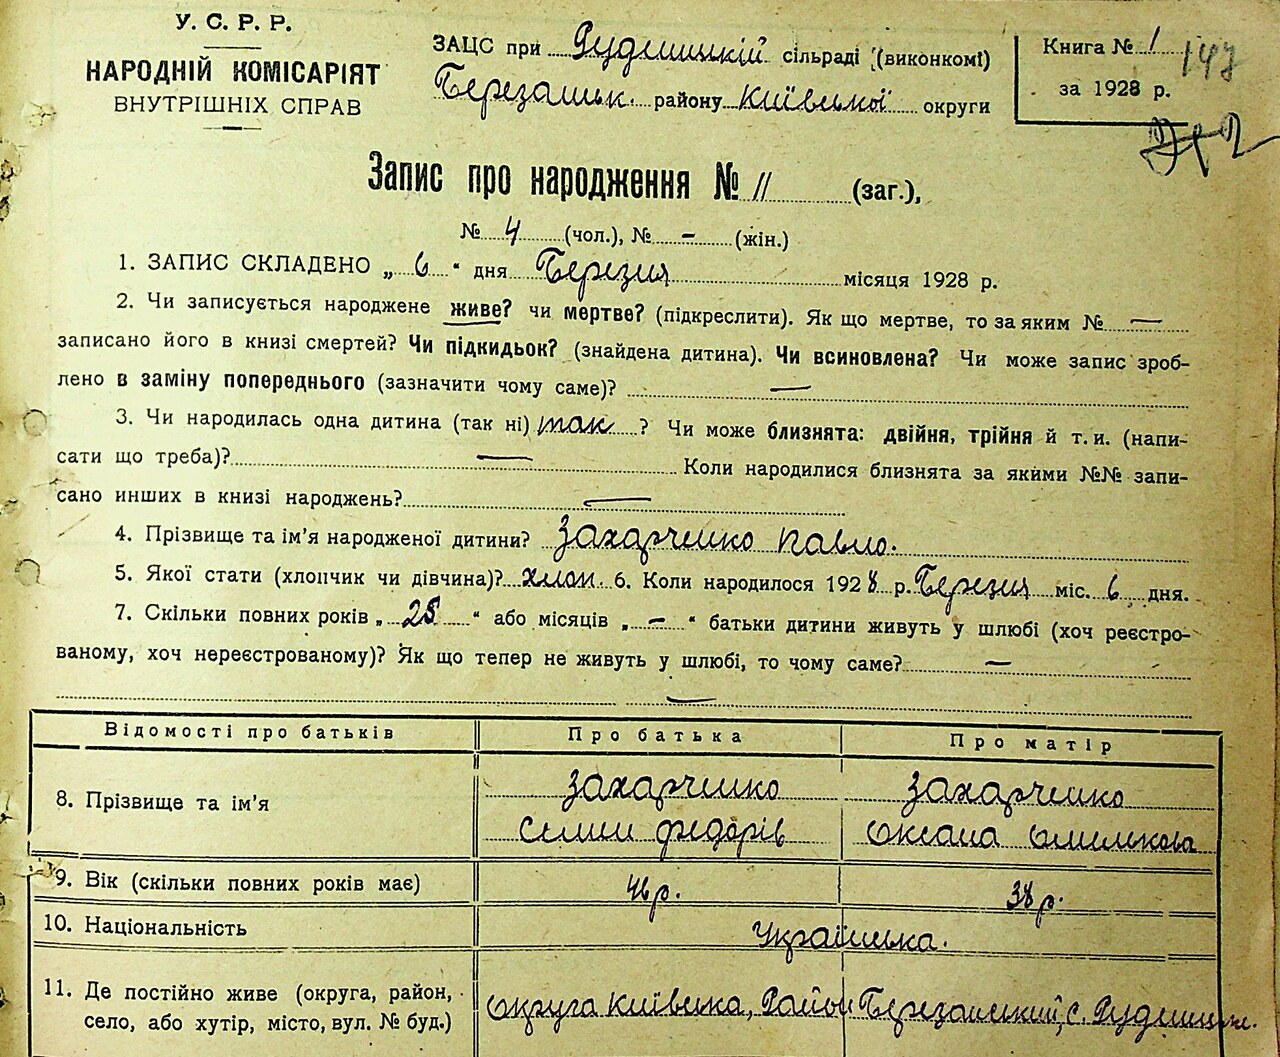 У. С. Р. Р.
НАРОДНІЙ КОМІСАРІЯТ
ВНУТРІШНІХ СПРАВ
ЗАЦС при Рудницкій сільраді (виконкомі)
Березанськ. району Київської округи
Книга № 1
147
за 1928 р.
Запис про народження № 11 (заг.),
№ 4 (чол.), № - (жін.)
1. ЗАПИС СКЛАДЕНО „ 6 “ дня Березня місяця 1928 р.
2. Чи записується народжене живе? чи мертве? (підкреслити). Як що мертве, то за яким № —
записано його в книзі смертей? Чи підкидьок? (знайдена дитина). Чи всиновлена? Чи може запис зроб-
лено в заміну попереднього (зазначити чому саме)? —
3. Чи народилась одна дитина (так ні) так ? Чи може близнята: двійня, трійня й т. и. (напи-
сати що треба)? — Коли народилися близнята за якими №№ запи-
сано инших в книзі народжень? —
4. Прізвище та ім'я народженої дитини? Захарченко Павло.
5. Якої стати (хлопчик чи дівчина)? хлоп. 6. Коли народилося 1928 р. Березня міс. 6 дня.
7. Скільки повних років „ 28 “ або місяців „ - “ батьки дитини живуть у шлюбі (хоч реєстро-
ваному, хоч нереєстрованому)? Як що тепер не живуть у шлюбі, то чому саме? —
—
Відомості про батьків Про батька Про матір
8. Прізвище та ім'я Захарченко Захарченко
Семен Федорів Оксана Омелькова
9. Вік (скільки повних років має) 46 р. 38 р.
10. Національність Українська.
11. Де постійно живе (округа, район,
село, або хутір, місто, вул. № буд.) округа Київська, Район Березанський, с.